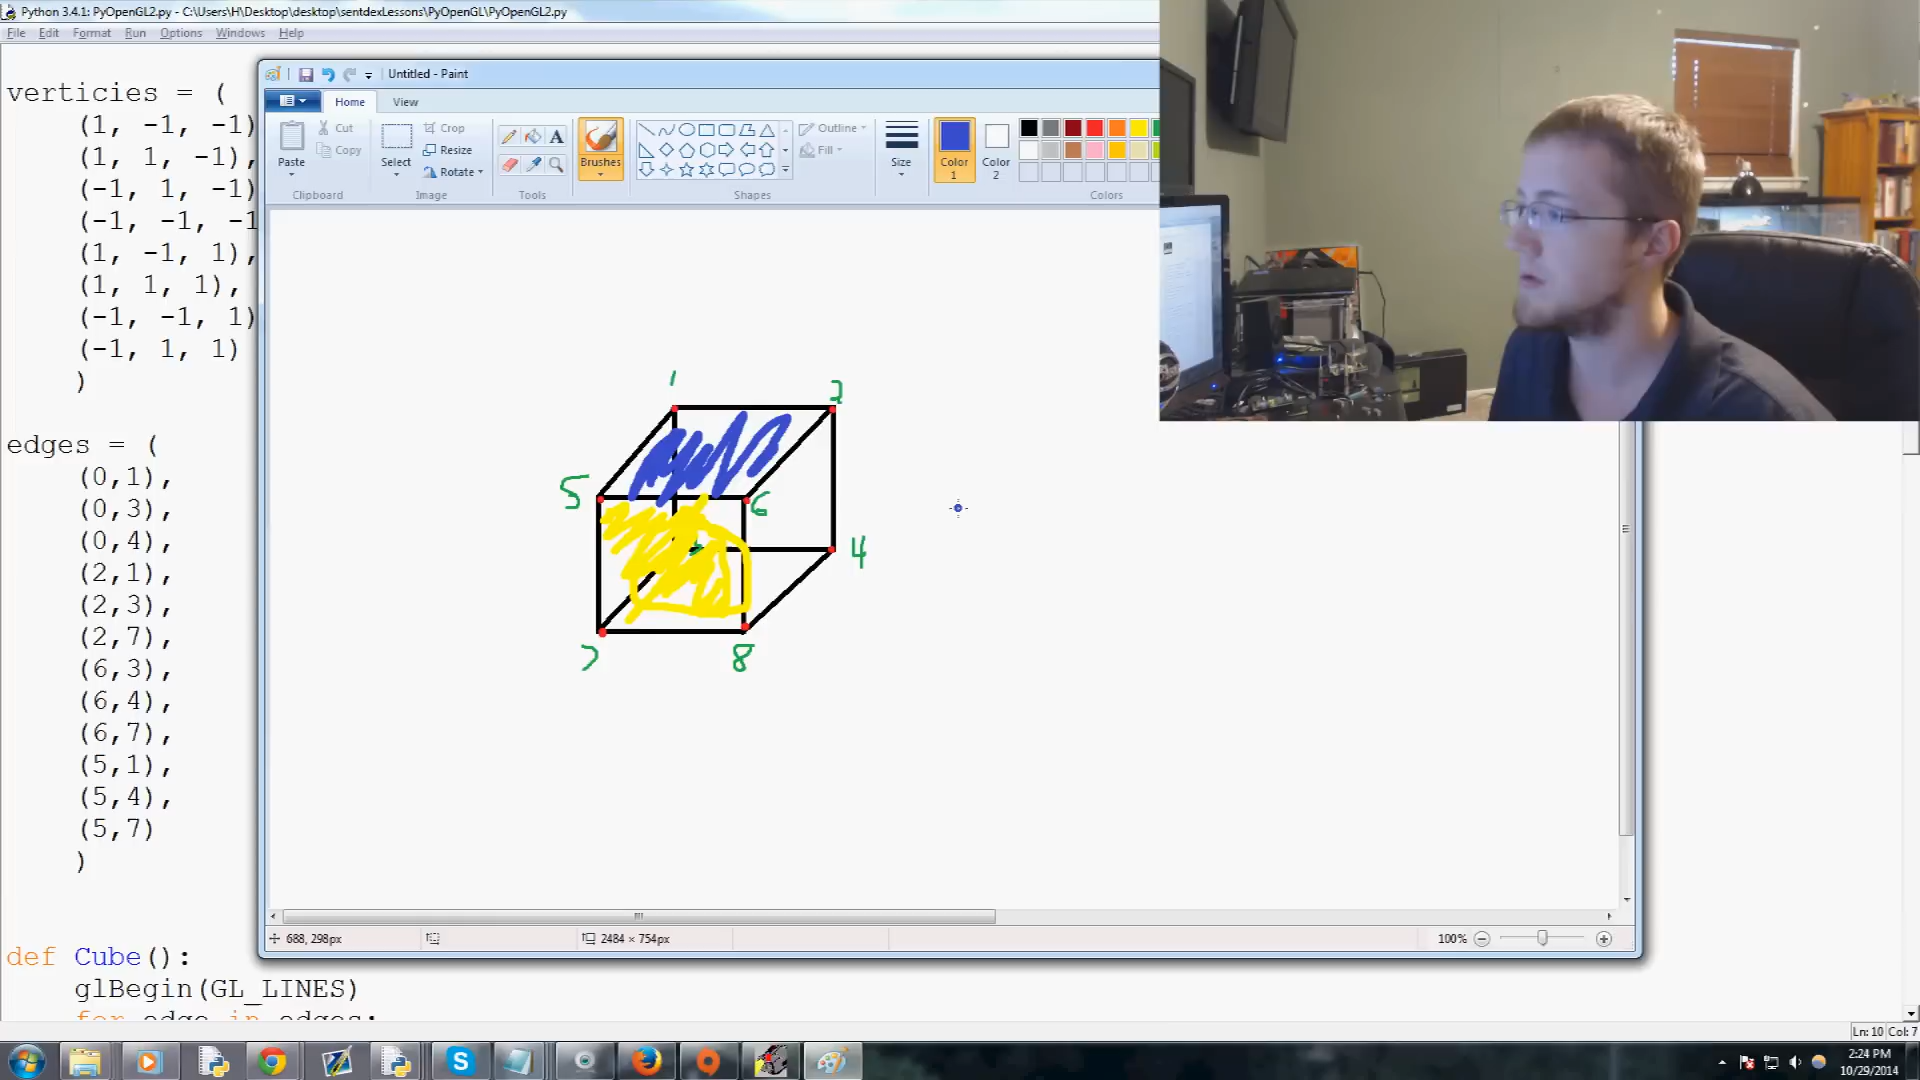 Python 3.4.1: PyOpenGL2.py - C:\Users\H\Desktop\desktop\sentdexLessons\PyOpenGL\PyOpenGL2.py
File Edit Format Run Options Windows Help
verticies = (
(1, -1, -1)
(1, 1, -1),
(-1, 1, -1)
(-1, -1, -1
(1, -1, 1),
(1, 1, 1),
(-1, -1, 1)
(-1, 1, 1)
)
edges = (
(0,1),
(0,3),
(0,4),
(2,1),
(2,3),
(2,7),
(6,3),
(6,4),
(6,7),
(5,1),
(5,4),
(5,7)
)
def Cube():
glBegin(GL_LINES)
for edge in edges:
Untitled - Paint
Home View
Paste
Cut
Copy
Clipboard
Select
Crop
Resize
Rotate
Image
A
Tools
Brushes
Outline
Fill
Shapes
Size
Color 1
Color 2
Colors
1
2
5
6
4
7
8
688, 298px
2484 × 754px
100%
Ln: 10 Col: 7
2:24 PM
10/29/2014